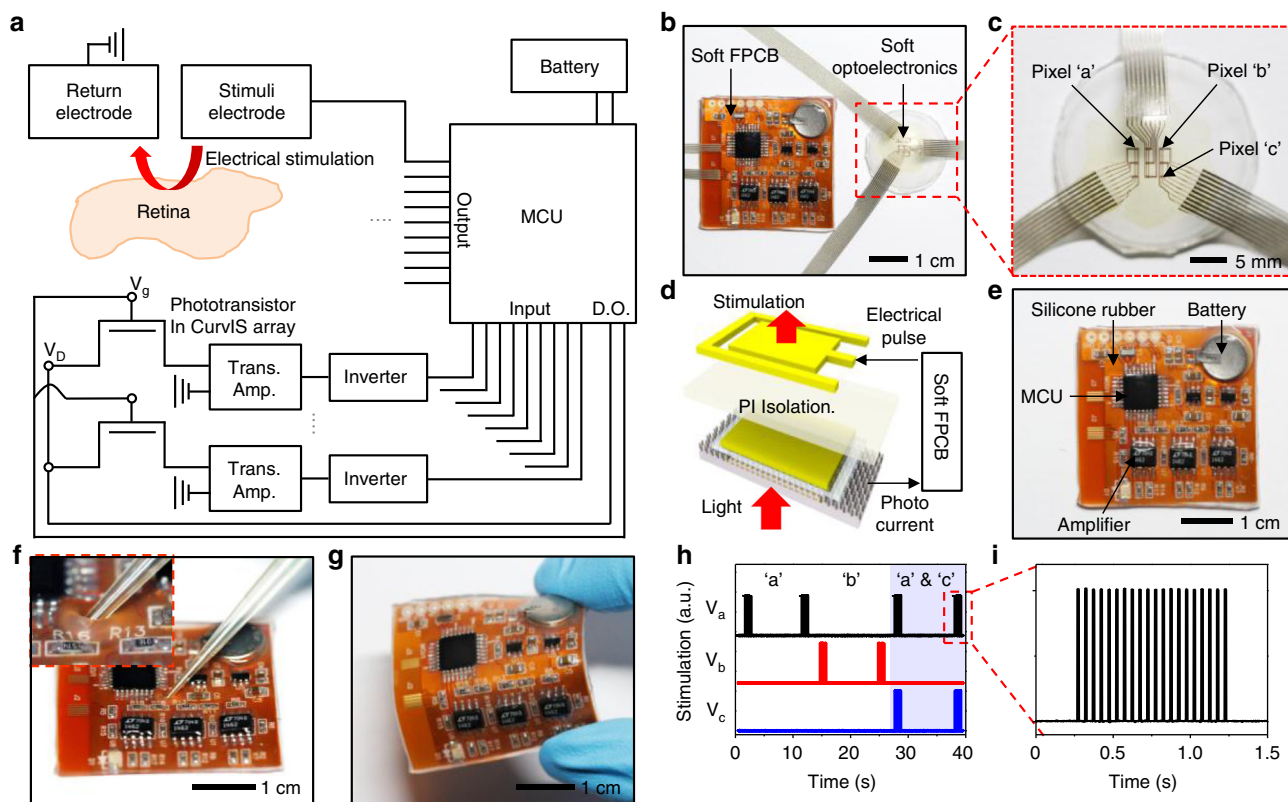 a
Return
electrode
Stimuli
electrode
Battery
Electrical stimulation
Retina
Output
MCU
Input
D.O.
Vg
VD
Phototransistor
In CurvIS array
Trans.
Amp.
Inverter
Trans.
Amp.
Inverter
b
Soft FPCB
Soft
optoelectronics
1 cm
c
Pixel ‘a’
Pixel ‘b’
Pixel ‘c’
5 mm
d
Stimulation
Electrical
pulse
PI Isolation.
Soft FPCB
Light
Photo
current
e
Silicone rubber
Battery
MCU
Amplifier
1 cm
f
R16
R13
1 cm
g
1 cm
h
‘a’
‘b’
‘a’ & ‘c’
Va
Vb
Vc
Stimulation (a.u.)
0 10 20 30 40
Time (s)
i
0 0.5 1.0 1.5
Time (s)